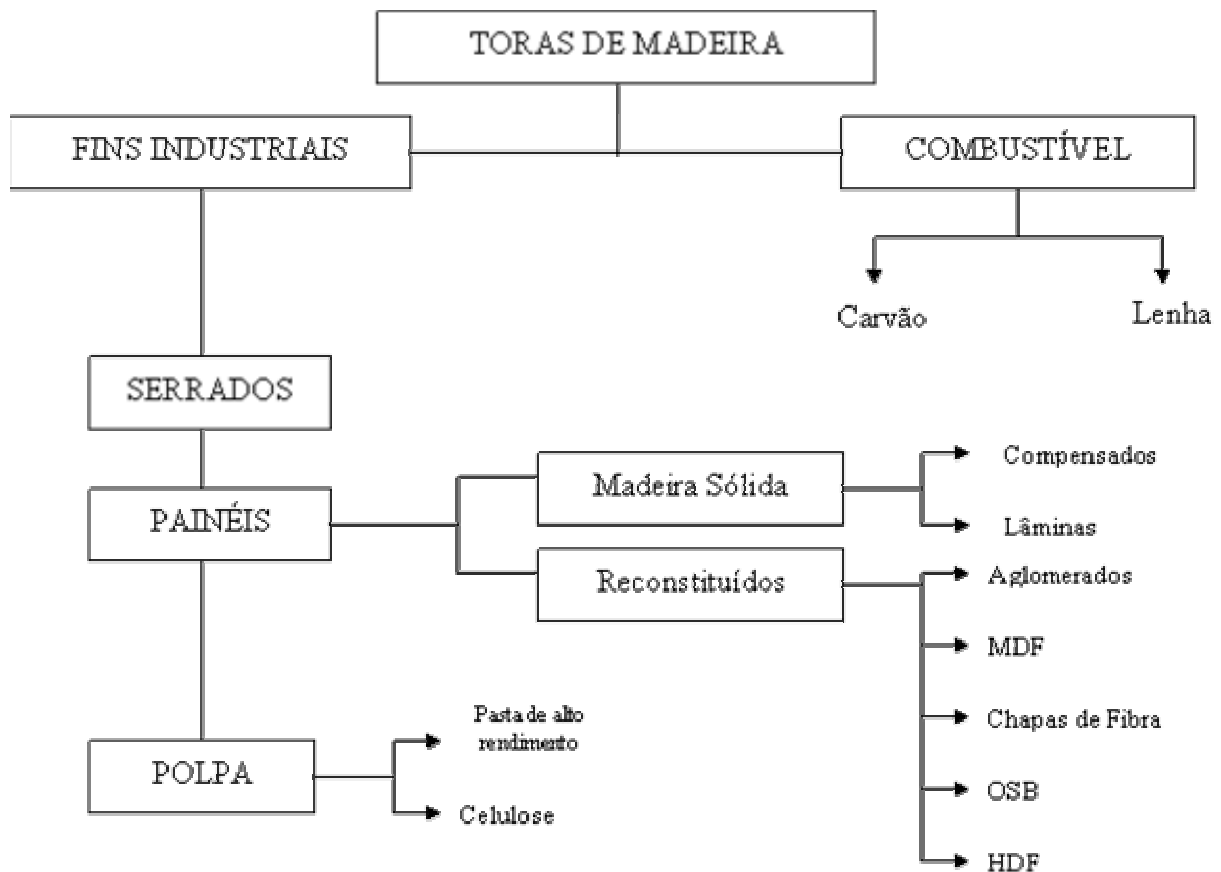 TORAS DE MADEIRA
FINS INDUSTRIAIS
COMBUSTÍVEL
Carvão
Lenha
SERRADOS
PAINÉIS
Madeira Sólida
Compensados
Lâminas
Reconstituídos
Aglomerados
MDF
Chapas de Fibra
OSB
HDF
POLPA
Pasta de alto
rendimento
Celulose